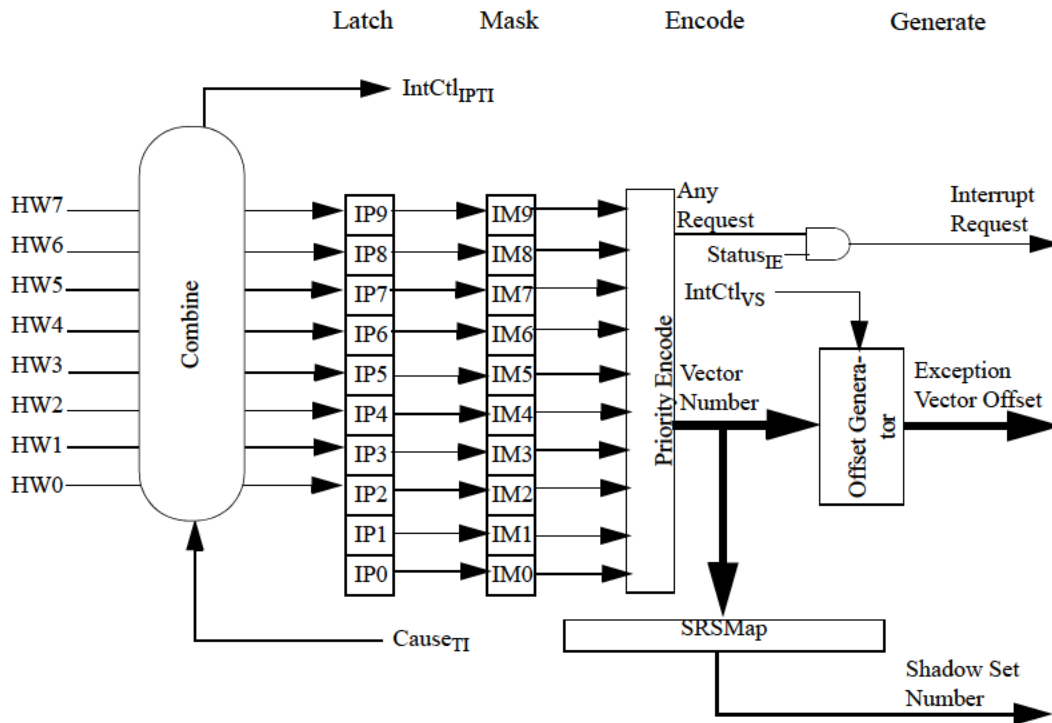 Latch
Mask
Encode
Generate
IntCtlIPTI
HW7
HW6
HW5
HW4
HW3
HW2
HW1
HW0
Combine
IP9
IP8
IP7
IP6
IP5
IP4
IP3
IP2
IP1
IP0
IM9
IM8
IM7
IM6
IM5
IM4
IM3
IM2
IM1
IM0
Priority Encode
Any
Request
StatusIE
Interrupt
Request
IntCtlVS
Vector
Number
Offset Genera-
tor
Exception
Vector Offset
CauseTI
SRSMap
Shadow Set
Number